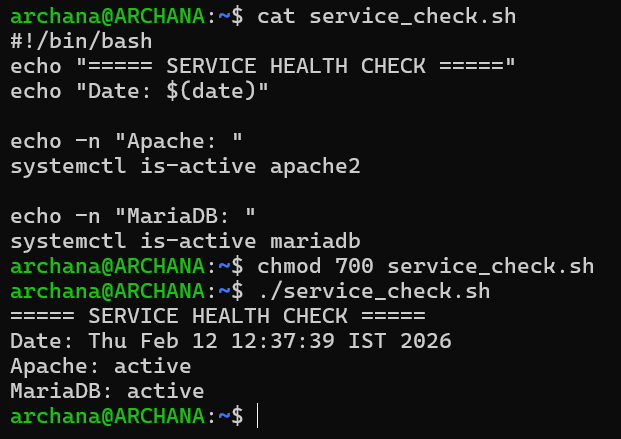 archana@ARCHANA:~$ cat service_check.sh
#!/bin/bash
echo "===== SERVICE HEALTH CHECK ====="
echo "Date: $(date)"

echo -n "Apache: "
systemctl is-active apache2

echo -n "MariaDB: "
systemctl is-active mariadb
archana@ARCHANA:~$ chmod 700 service_check.sh
archana@ARCHANA:~$ ./service_check.sh
===== SERVICE HEALTH CHECK =====
Date: Thu Feb 12 12:37:39 IST 2026
Apache: active
MariaDB: active
archana@ARCHANA:~$